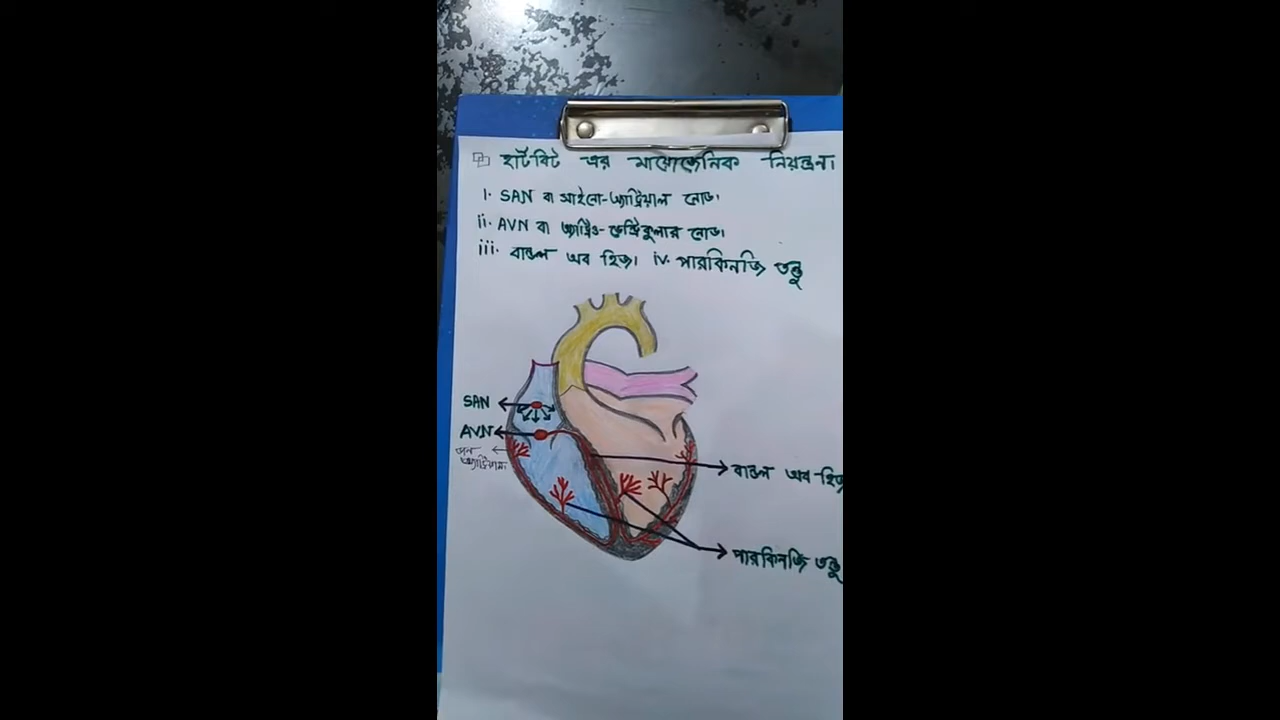 হার্টবিট এর মায়োজেনিক নিয়ন্ত্রনা
i. SAN বা সাইনো-অ্যাট্রিয়াল নোড।
ii. AVN বা অ্যাট্রিও-ভেন্ট্রিকুলার নোড।
iii. বান্ডল অব হিজ। iv. পারকিনজি তন্তু
SAN
AVN
অ্যাট্রিয়াম
বান্ডল অব হিজ
পারকিনজি তন্তু